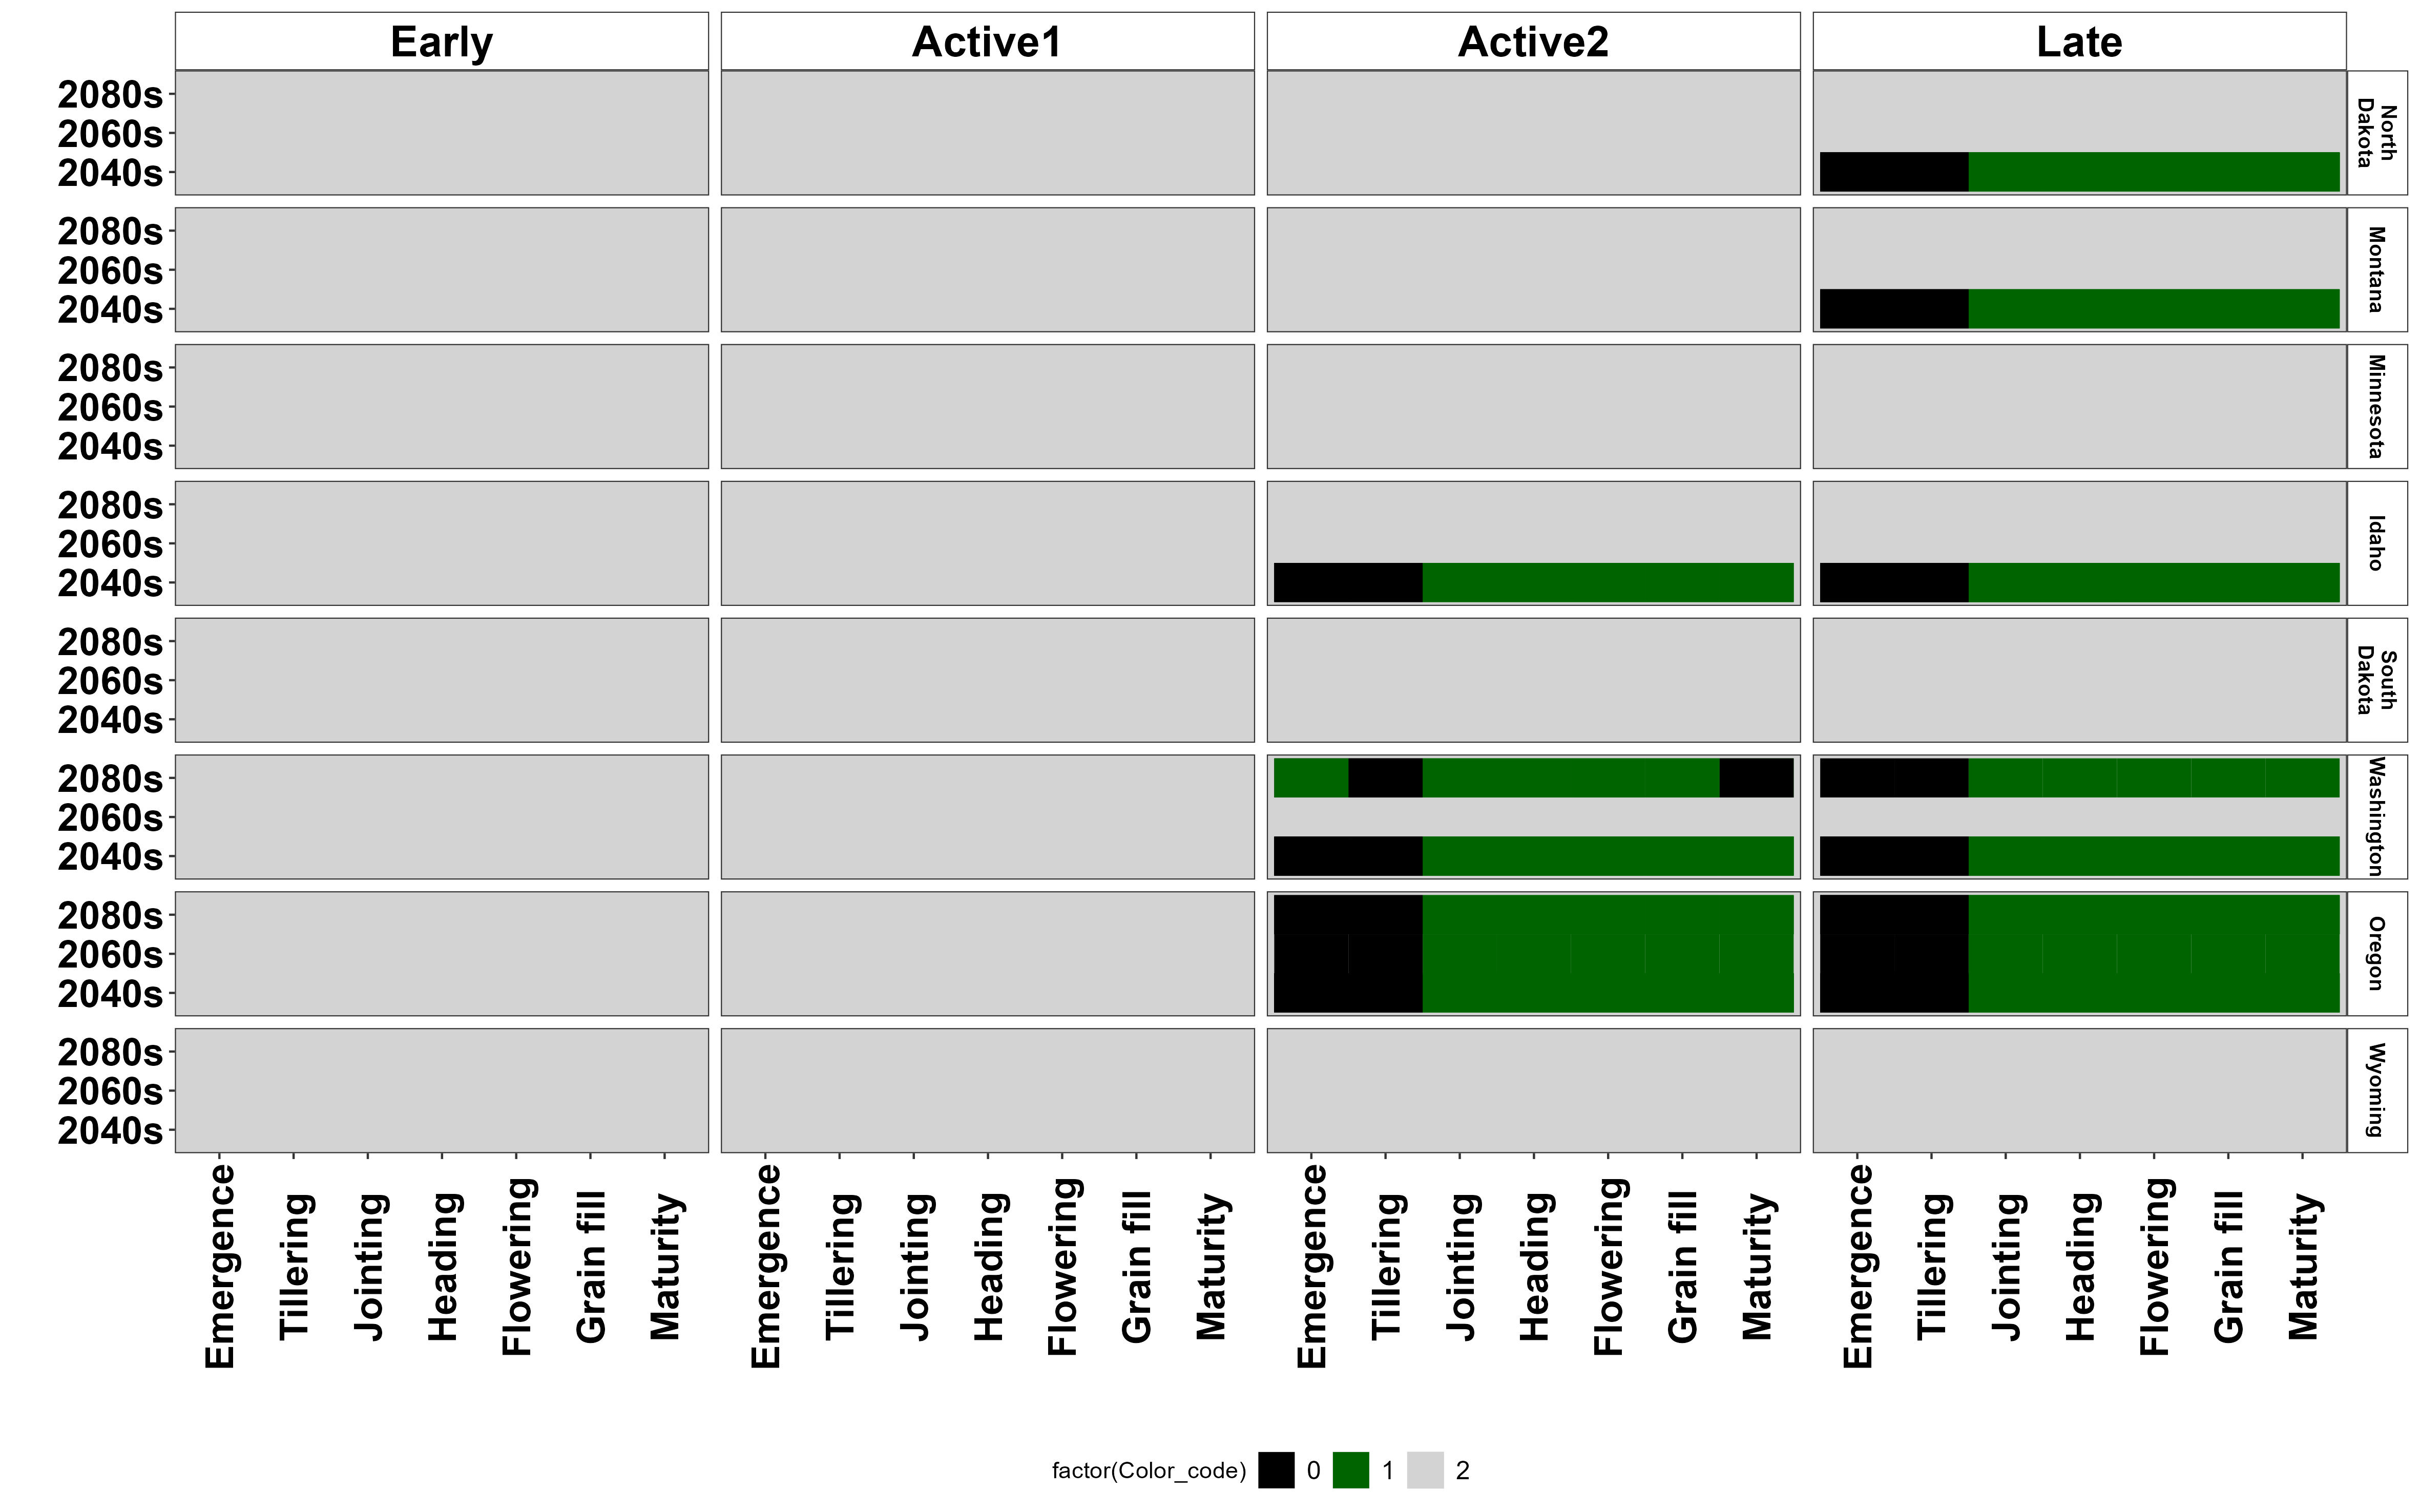 Early Active1 Active2 Late
2080s
2060s
2040s
North
Dakota
2080s
2060s
2040s
Montana
2080s
2060s
2040s
Minnesota
2080s
2060s
2040s
Idaho
2080s
2060s
2040s
South
Dakota
2080s
2060s
2040s
Washington
2080s
2060s
2040s
Oregon
2080s
2060s
2040s
Wyoming
Emergence
Tillering
Jointing
Heading
Flowering
Grain fill
Maturity
Emergence
Tillering
Jointing
Heading
Flowering
Grain fill
Maturity
Emergence
Tillering
Jointing
Heading
Flowering
Grain fill
Maturity
Emergence
Tillering
Jointing
Heading
Flowering
Grain fill
Maturity
factor(Color_code) 0 1 2